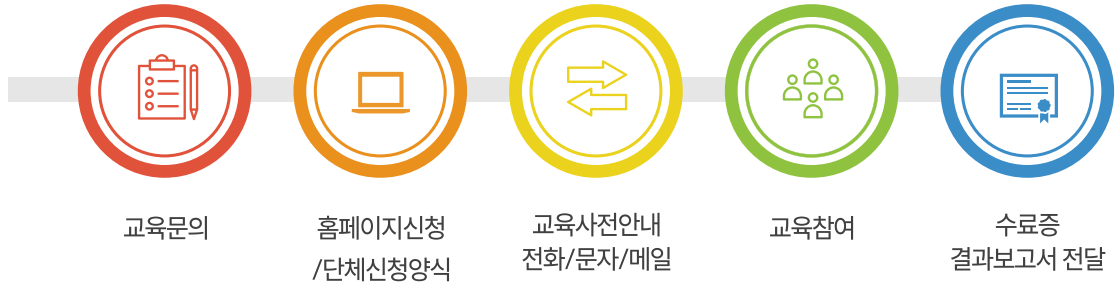 교육문의
홈페이지신청
/단체신청양식
교육사전안내
전화/문자/메일
교육참여
수료증
결과보고서 전달